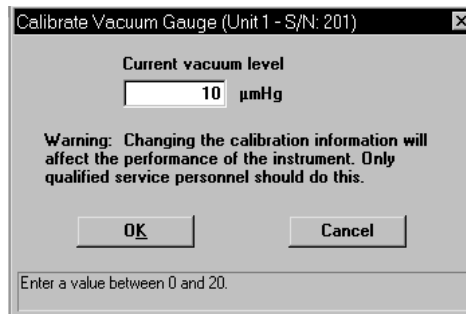 Calibrate Vacuum Gauge (Unit 1 - S/N: 201)
Current vacuum level
10 µmHg
Warning: Changing the calibration information will
affect the performance of the instrument. Only
qualified service personnel should do this.
OK Cancel
Enter a value between 0 and 20.